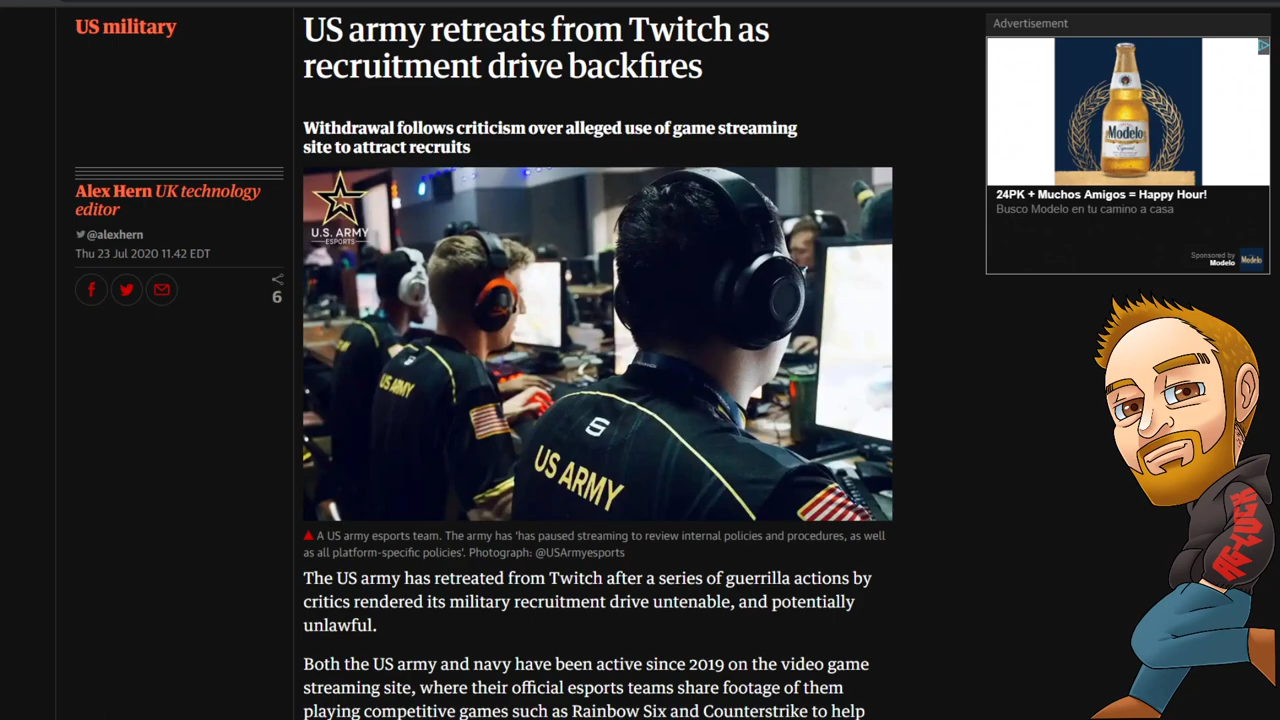 US military
US army retreats from Twitch as
recruitment drive backfires
Withdrawal follows criticism over alleged use of game streaming
site to attract recruits
Alex Hern UK technology
editor
@alexhern
Thu 23 Jul 2020 11.42 EDT
6
U.S. ARMY
ESPORTS
US ARMY
US ARMY
A US army esports team. The army has 'has paused streaming to review internal policies and procedures, as well
as all platform-specific policies'. Photograph: @USArmyesports
The US army has retreated from Twitch after a series of guerrilla actions by
critics rendered its military recruitment drive untenable, and potentially
unlawful.
Both the US army and navy have been active since 2019 on the video game
streaming site, where their official esports teams share footage of them
playing competitive games such as Rainbow Six and Counterstrike to help
Advertisement
Modelo
Especial
24PK + Muchos Amigos = Happy Hour!
Busco Modelo en tu camino a casa
Sponsored by
Modelo
Modelo